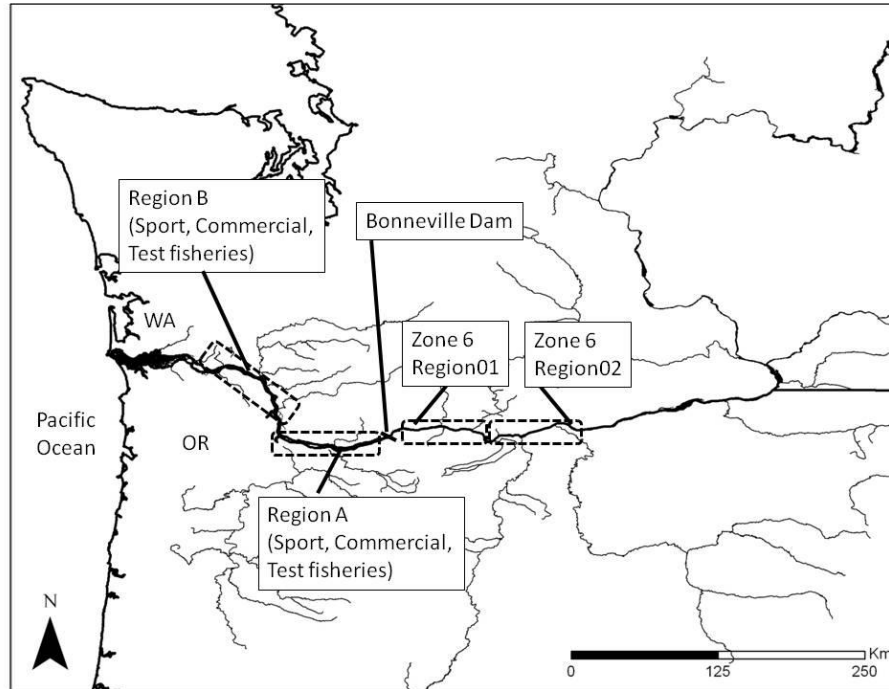 Region B
(Sport, Commercial,
Test fisheries)
Bonneville Dam
WA
Zone 6
Region01
Zone 6
Region02
Pacific
Ocean
OR
Region A
(Sport, Commercial,
Test fisheries)
N
Km
0
125
250